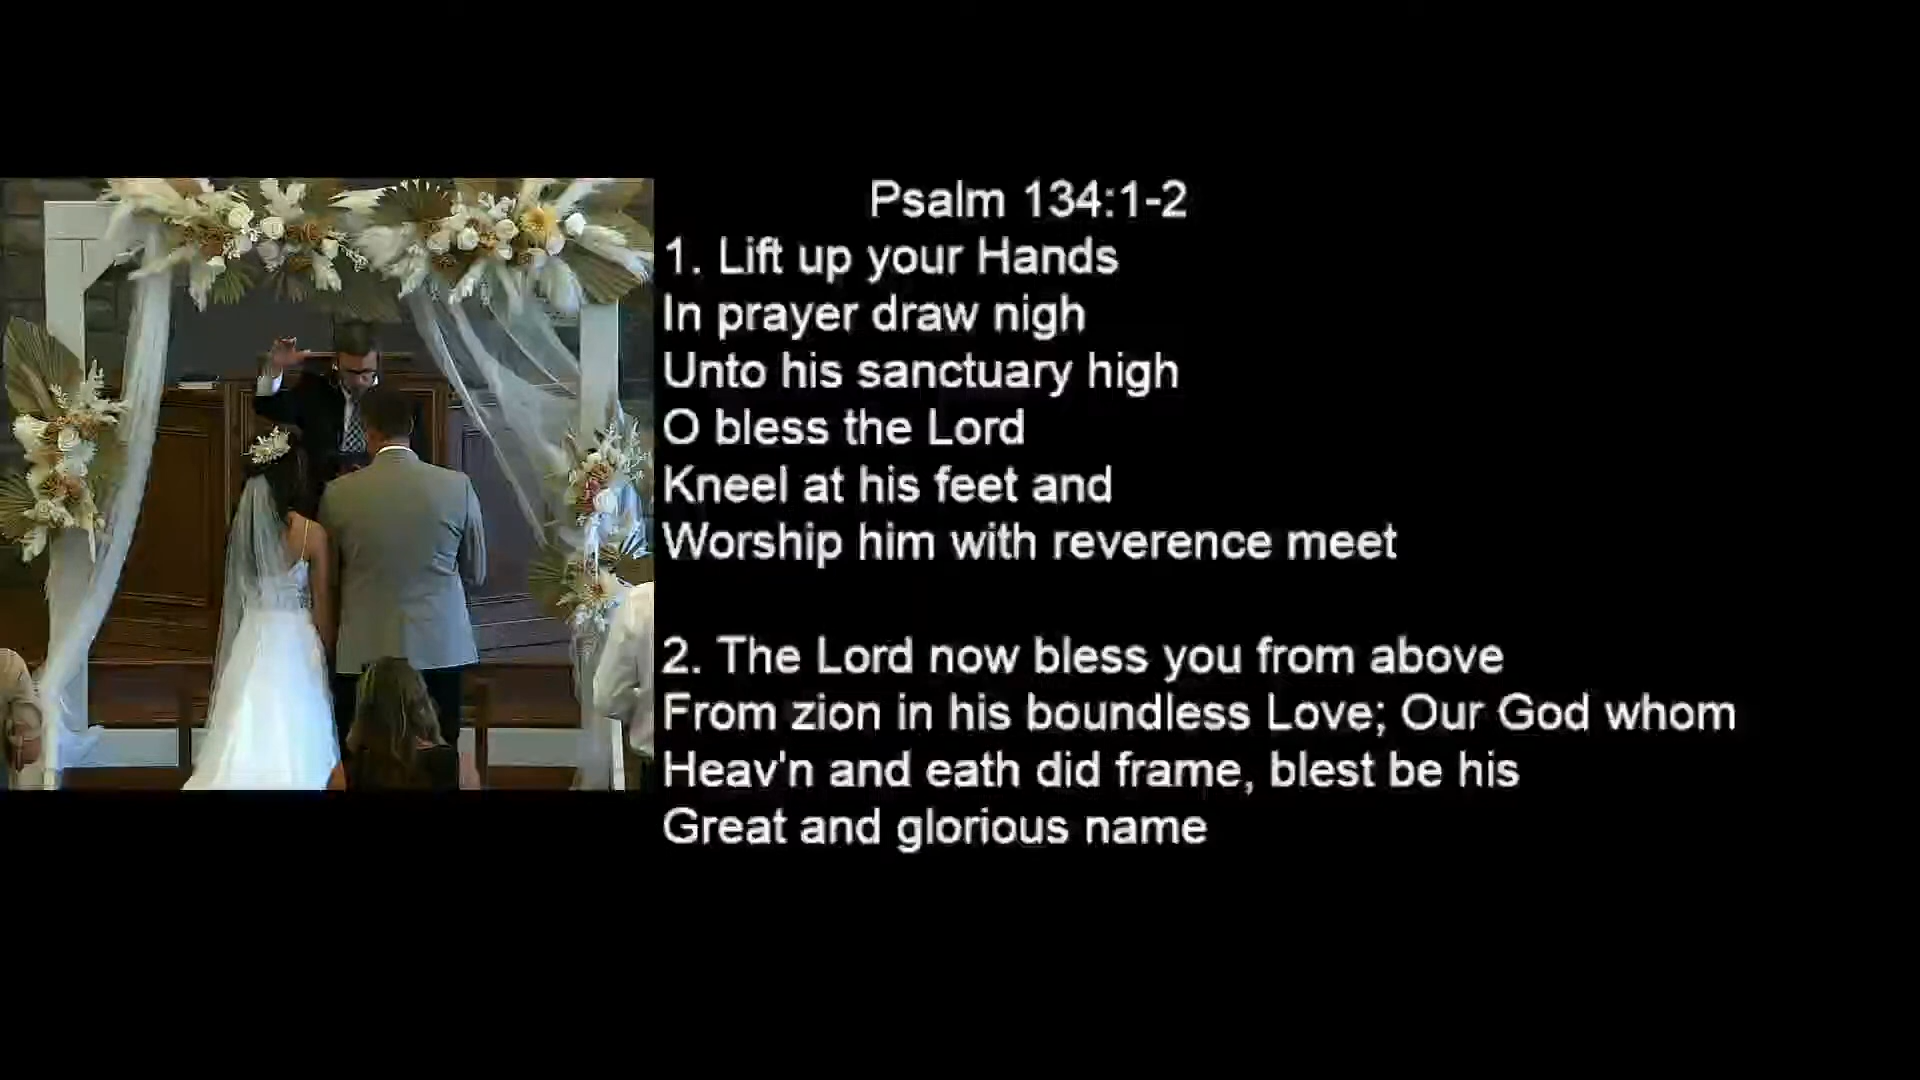 Psalm 134:1-2
1. Lift up your Hands
In prayer draw nigh
Unto his sanctuary high
O bless the Lord
Kneel at his feet and
Worship him with reverence meet
2. The Lord now bless you from above
From zion in his boundless Love; Our God whom
Heav'n and eath did frame, blest be his
Great and glorious name